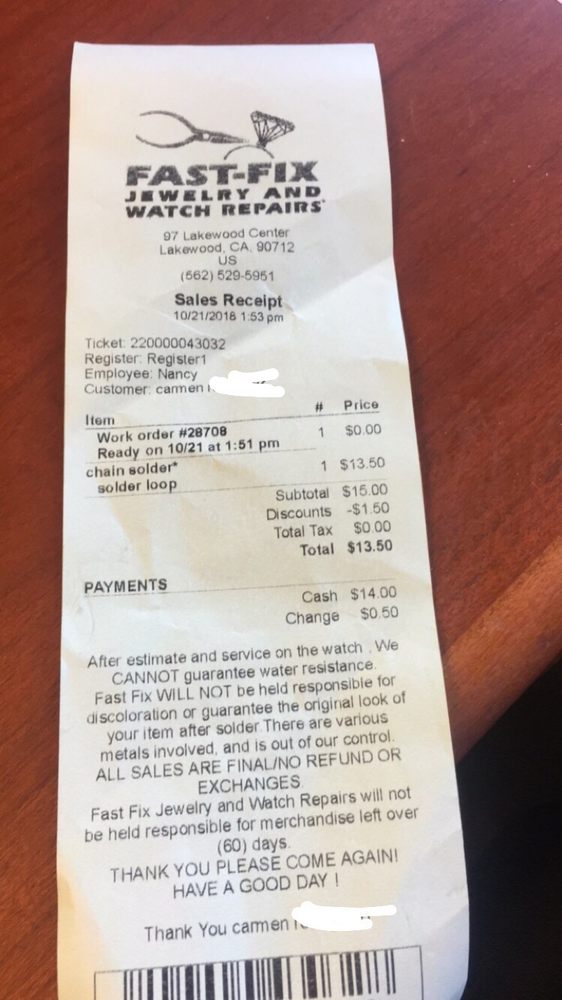 FAST-FIX
JEWELRY AND
WATCH REPAIRS
97 Lakewood Center
Lakewood, CA, 90712
US
(562) 529-5951
Sales Receipt
10/21/2018 1:53 pm
Ticket: 220000043032
Register: Register1
Employee: Nancy
Customer: carmen
Item # Price
Work order #28708 1 $0.00
Ready on 10/21 at 1:51 pm
chain solder* 1 $13.50
solder loop
Subtotal $15.00
Discounts -$1.50
Total Tax $0.00
Total $13.50
PAYMENTS
Cash $14.00
Change $0.50
After estimate and service on the watch . We
CANNOT guarantee water resistance.
Fast Fix WILL NOT be held responsible for
discoloration or guarantee the original look of
your item after solder.There are various
metals involved, and is out of our control.
ALL SALES ARE FINAL/NO REFUND OR
EXCHANGES.
Fast Fix Jewelry and Watch Repairs will not
be held responsible for merchandise left over
(60) days.
THANK YOU PLEASE COME AGAIN!
HAVE A GOOD DAY !
Thank You carmen